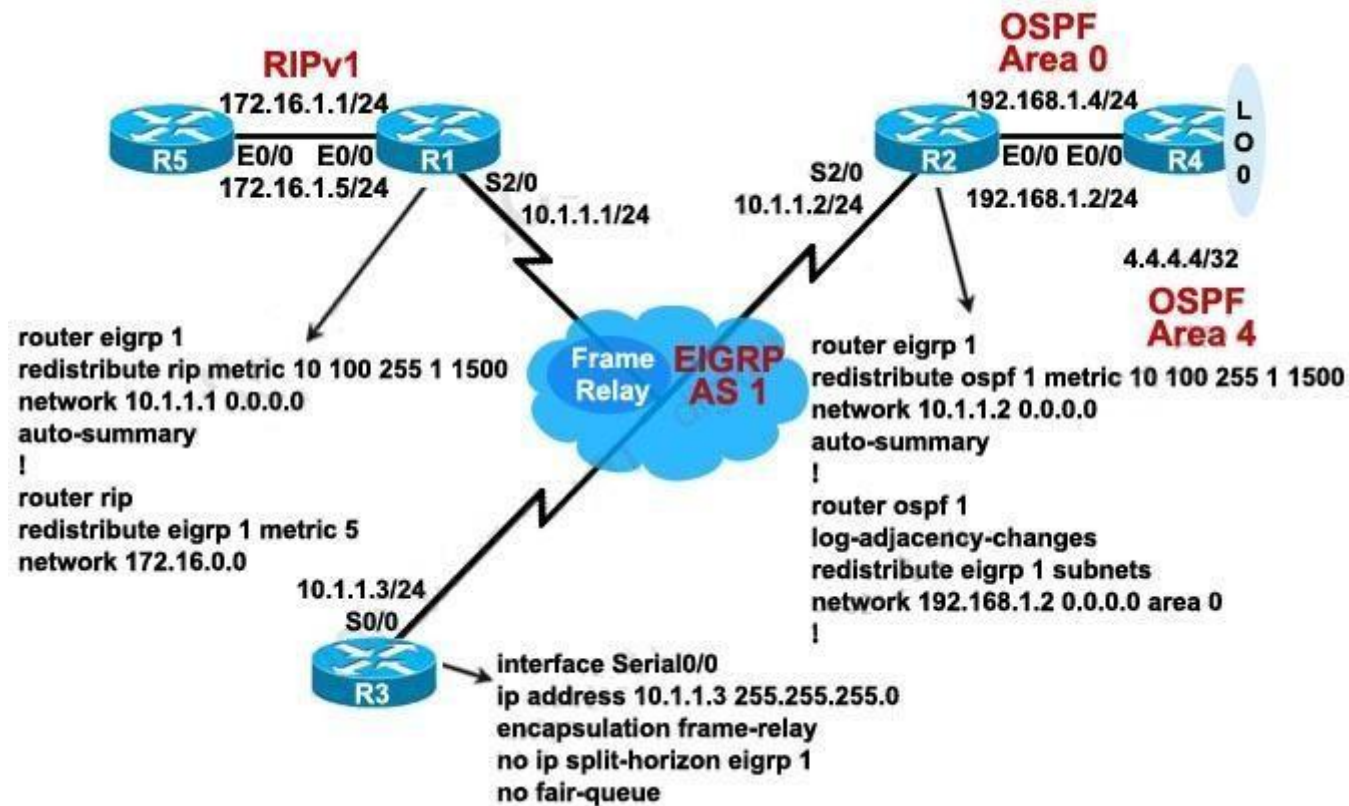 RIPv1
172.16.1.1/24
R5
E0/0 E0/0
R1
172.16.1.5/24
S2/0
10.1.1.1/24
OSPF
Area 0
192.168.1.4/24
R2
E0/0 E0/0
R4
L
O
0
S2/0
10.1.1.2/24
192.168.1.2/24
4.4.4.4/32
OSPF
Area 4
Frame
Relay
EIGRP
AS 1
router eigrp 1
redistribute rip metric 10 100 255 1 1500
network 10.1.1.1 0.0.0.0
auto-summary
!
router rip
redistribute eigrp 1 metric 5
network 172.16.0.0
router eigrp 1
redistribute ospf 1 metric 10 100 255 1 1500
network 10.1.1.2 0.0.0.0
auto-summary
!
router ospf 1
log-adjacency-changes
redistribute eigrp 1 subnets
network 192.168.1.2 0.0.0.0 area 0
!
10.1.1.3/24
S0/0
R3
interface Serial0/0
ip address 10.1.1.3 255.255.255.0
encapsulation frame-relay
no ip split-horizon eigrp 1
no fair-queue